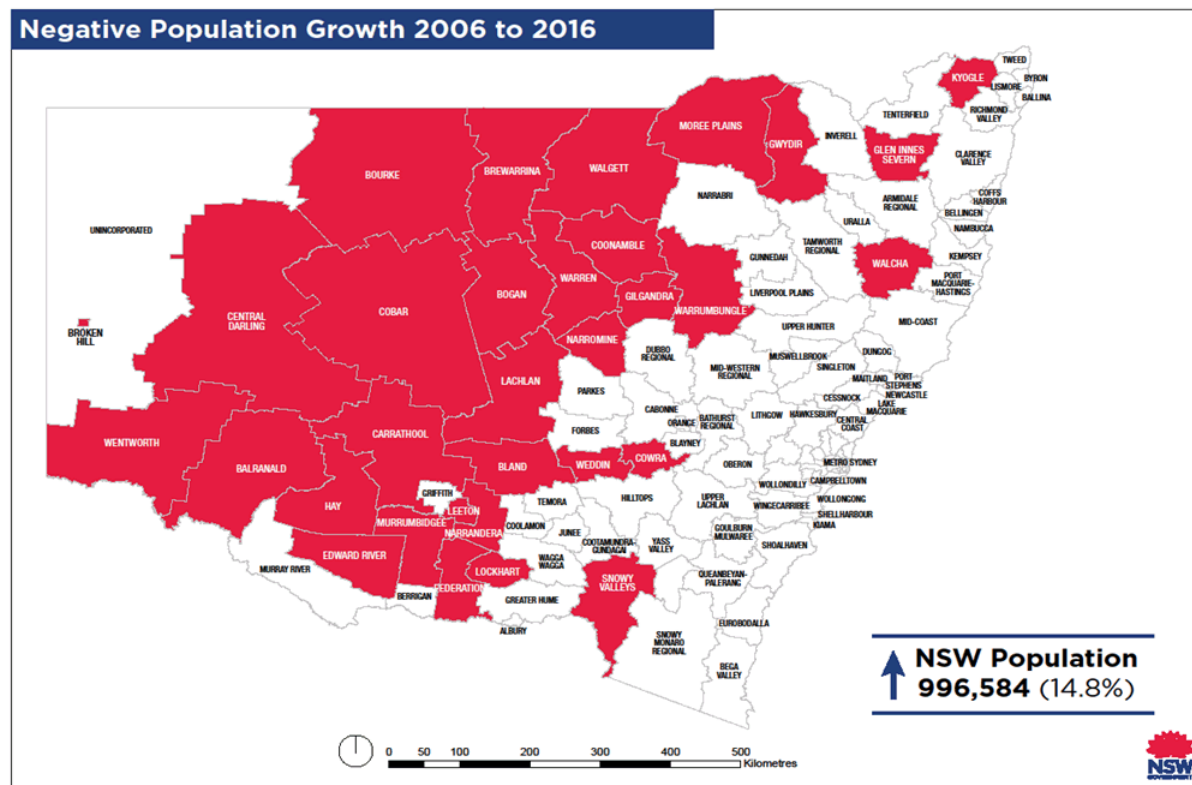 Negative Population Growth 2006 to 2016
TWEED
KYOGLE
BYRON
LISMORE
BALLINA
RICHMOND
VALLEY
TENTERFIELD
MOREE PLAINS
GWYDIR
INVERELL
GLEN INNES
SEVERN
CLARENCE
VALLEY
BOURKE
BREWARRINA
WALGETT
NARRABRI
ARMIDALE
REGIONAL
COFFS
HARBOUR
BELLINGEN
URALLA
NAMBUCCA
UNINCORPORATED
COONAMBLE
TAMWORTH
REGIONAL
GUNNEDAH
WALCHA
KEMPSEY
PORT
MACQUARIE-
HASTINGS
WARREN
BOGAN
GILGANDRA
LIVERPOOL PLAINS
WARRUMBUNGLE
CENTRAL
DARLING
COBAR
BROKEN
HILL
MID-COAST
UPPER HUNTER
NARROMINE
DUBBO
REGIONAL
DUNGOG
MUSWELLBROOK
SINGLETON
MID-WESTERN
REGIONAL
LACHLAN
PARKES
MAITLAND
PORT
STEPHENS
NEWCASTLE
CESSNOCK
LAKE
MACQUARIE
CABONNE
LITHGOW
HAWKESBURY
CENTRAL
COAST
ORANGE
BATHURST
REGIONAL
FORBES
BLAYNEY
WENTWORTH
CARRATHOOL
BALRANALD
BLAND
WEDDIN
COWRA
OBERON
METRO SYDNEY
CAMPBELLTOWN
WOLLONDILLY
GRIFFITH
HAY
LEETON
TEMORA
HILLTOPS
UPPER
LACHLAN
WOLLONGONG
WINGECARRIBEE
SHELLHARBOUR
KIAMA
MURRUMBIDGEE
NARRANDERA
COOLAMON
JUNEE
COOTAMUNDRA-
GUNDAGAI
YASS
VALLEY
GOULBURN
MULWAREE
SHOALHAVEN
EDWARD RIVER
MURRAY RIVER
WAGGA
WAGGA
LOCKHART
SNOWY
VALLEYS
QUEANBEYAN-
PALERANG
FEDERATION
BERRIGAN
GREATER HUME
ALBURY
EUROBODALLA
SNOWY
MONARO
REGIONAL
BEGA
VALLEY
NSW Population
996,584 (14.8%)
0 50 100 200 300 400 500
Kilometres
NSW
GOVERNMENT